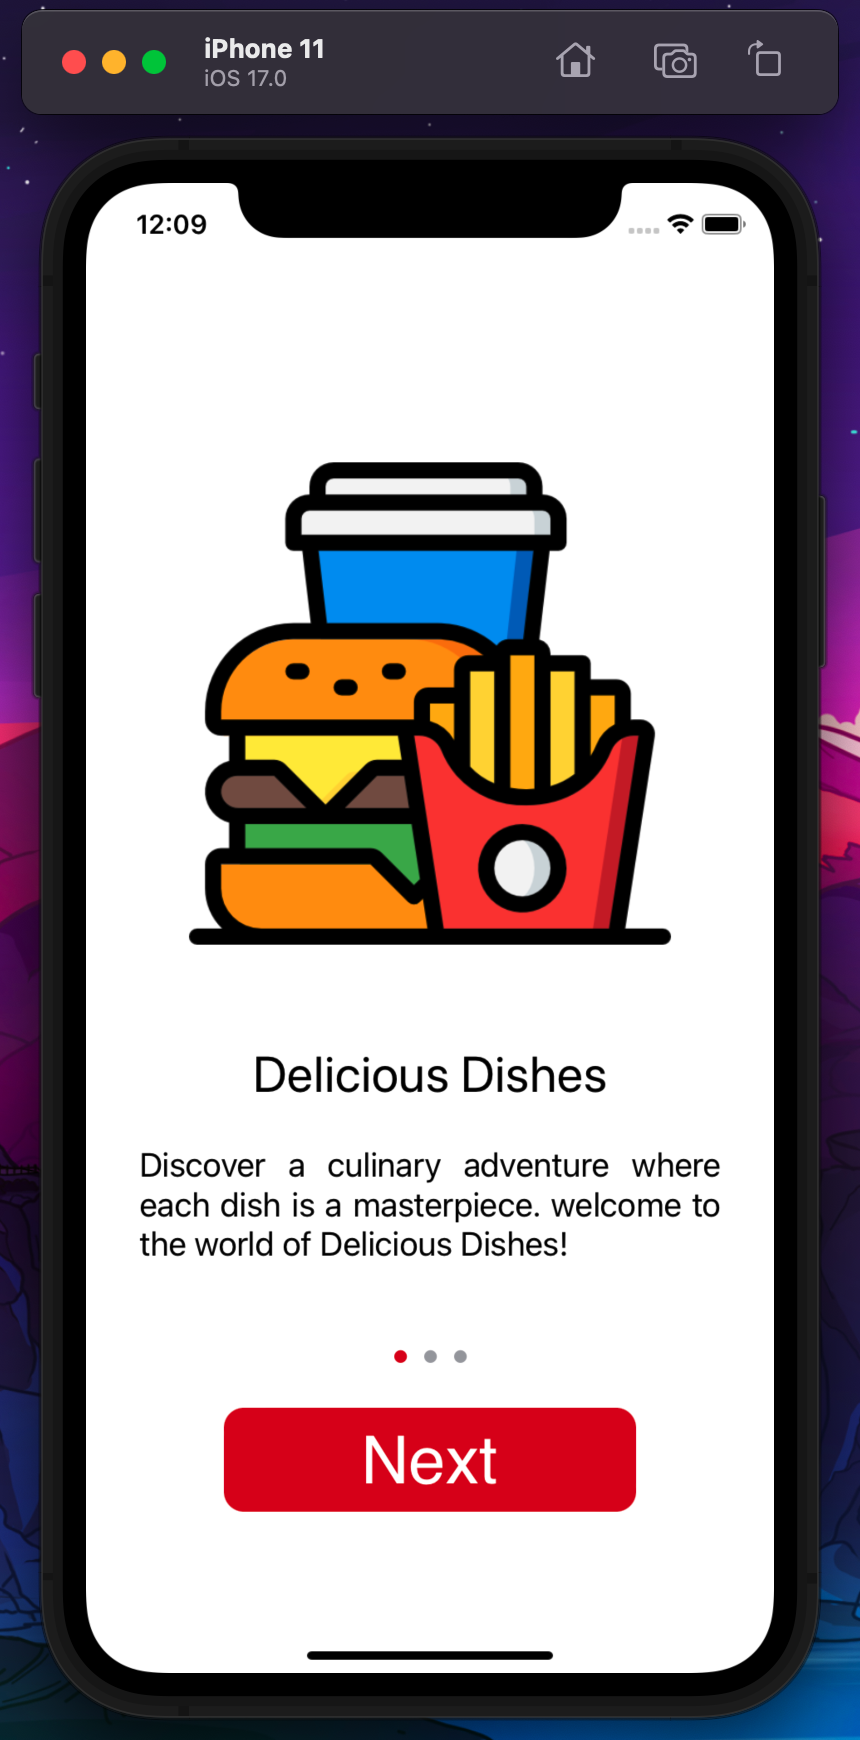 iPhone 11
iOS 17.0
12:09
Delicious Dishes
Discover a culinary adventure where
each dish is a masterpiece. welcome to
the world of Delicious Dishes!
Next